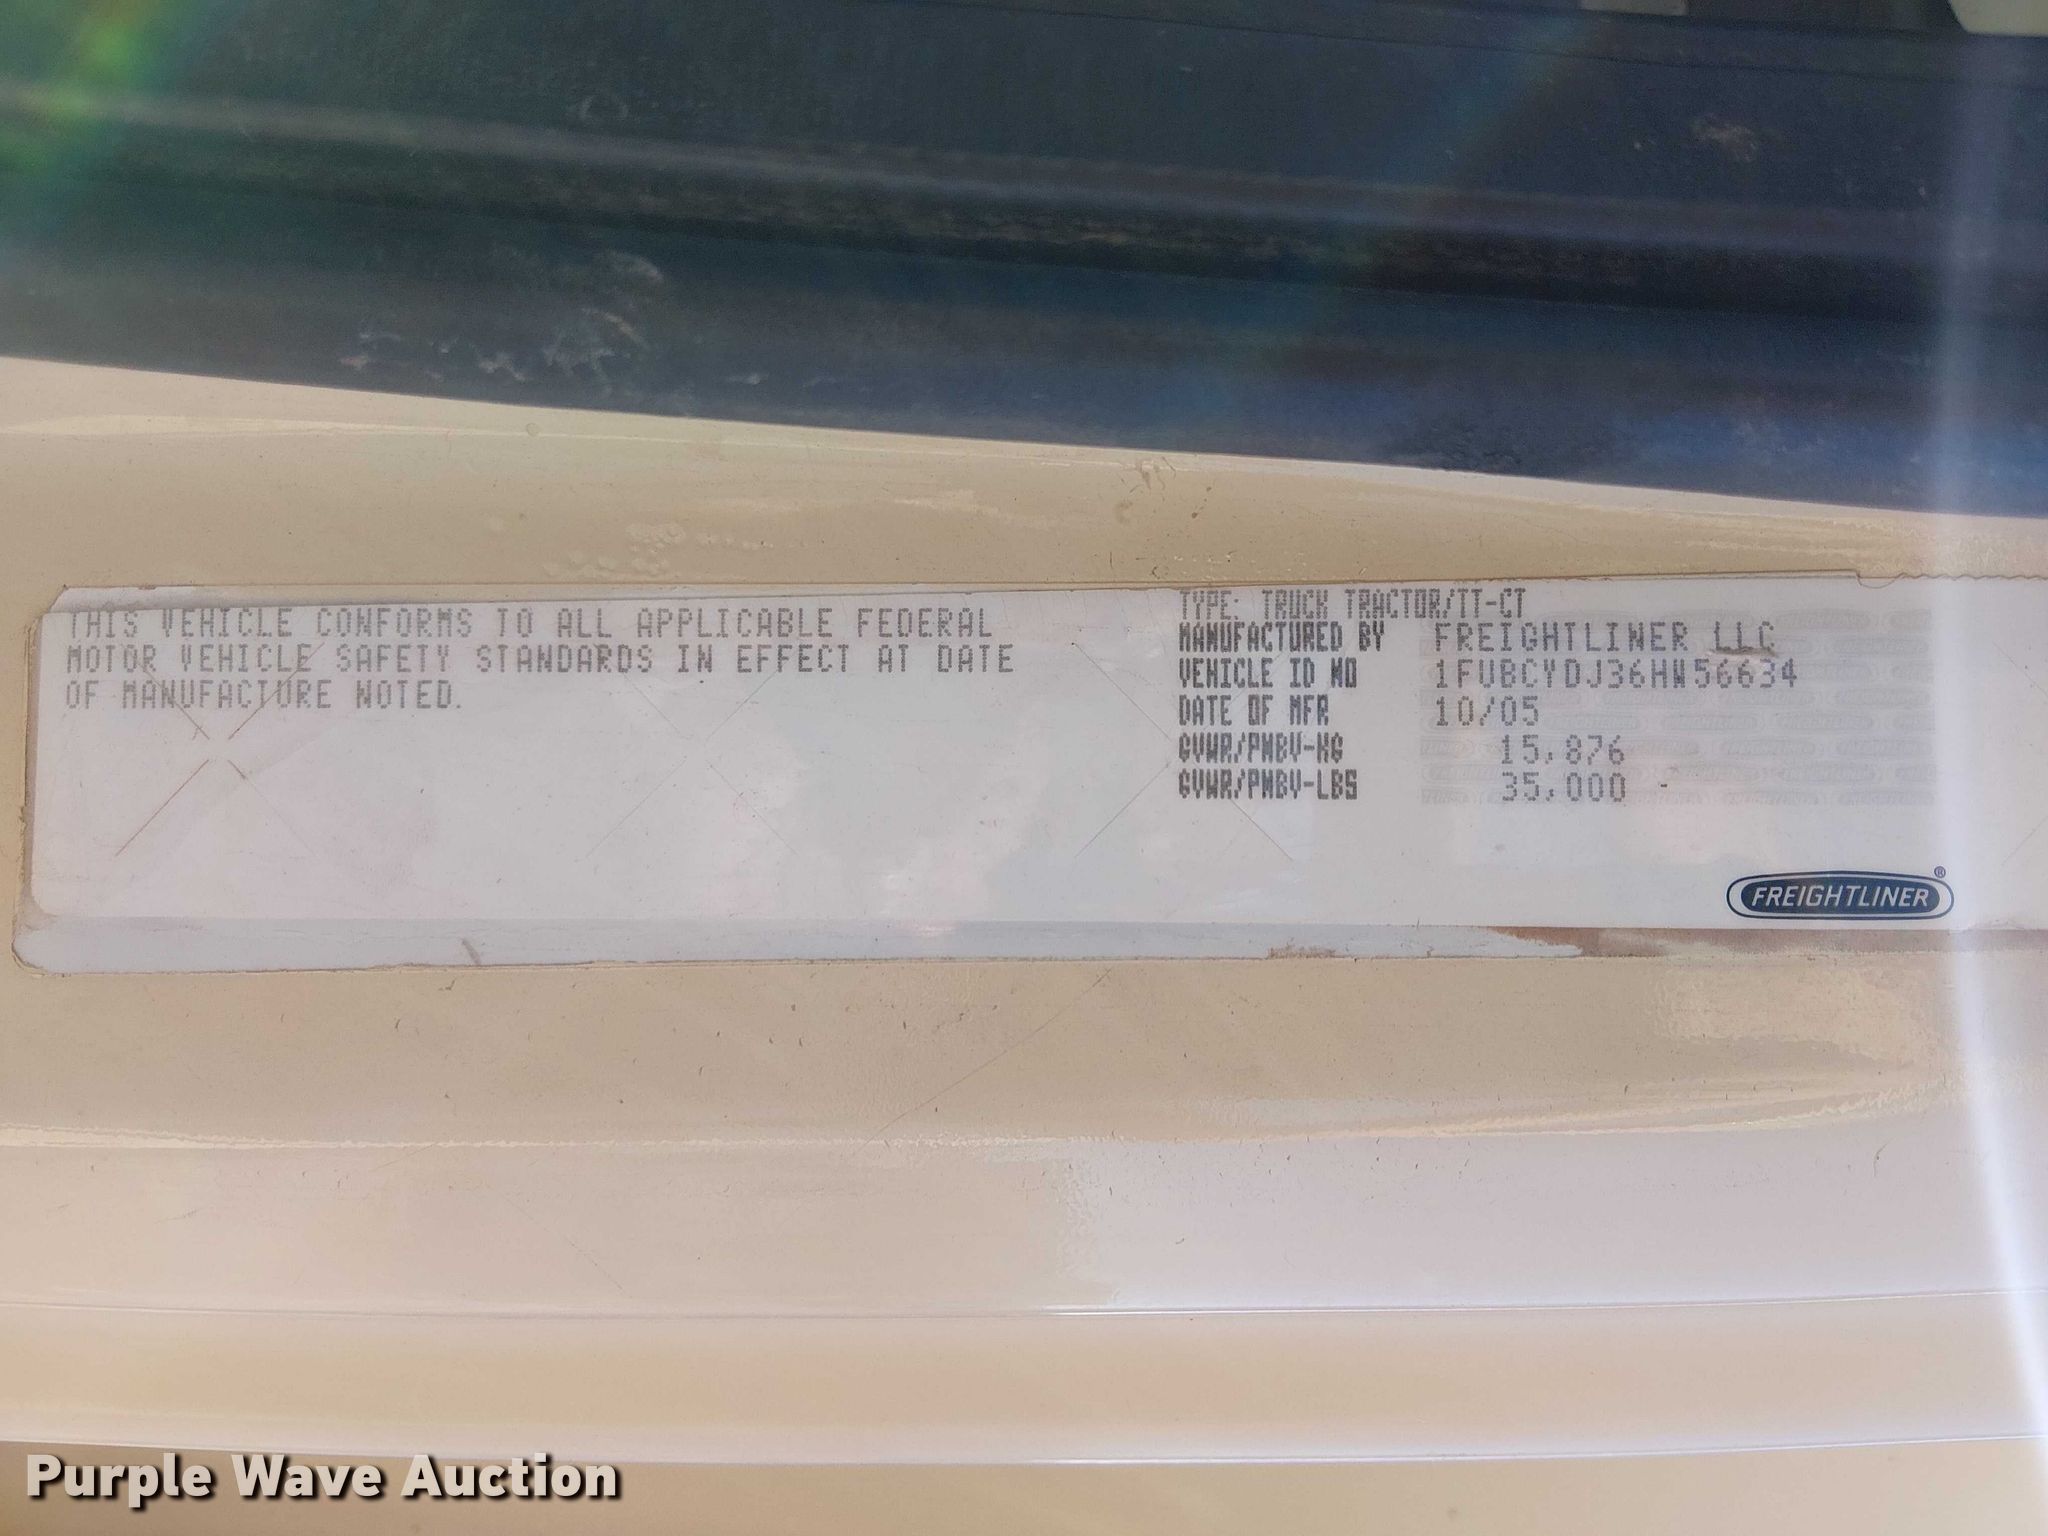 THIS VEHICLE CONFORMS TO ALL APPLICABLE FEDERAL
MOTOR VEHICLE SAFETY STANDARDS IN EFFECT AT DATE
OF MANUFACTURE NOTED.
TYPE: TRUCK TRACTOR/TT-CT
MANUFACTURED BY FREIGHTLINER LLC
VEHICLE ID NO 1FUBCYDJ36HW56634
DATE OF MFR 10/05
GVWR/PNBV-KG 15,876
GVWR/PNBV-LBS 35,000
FREIGHTLINER®
Purple Wave Auction